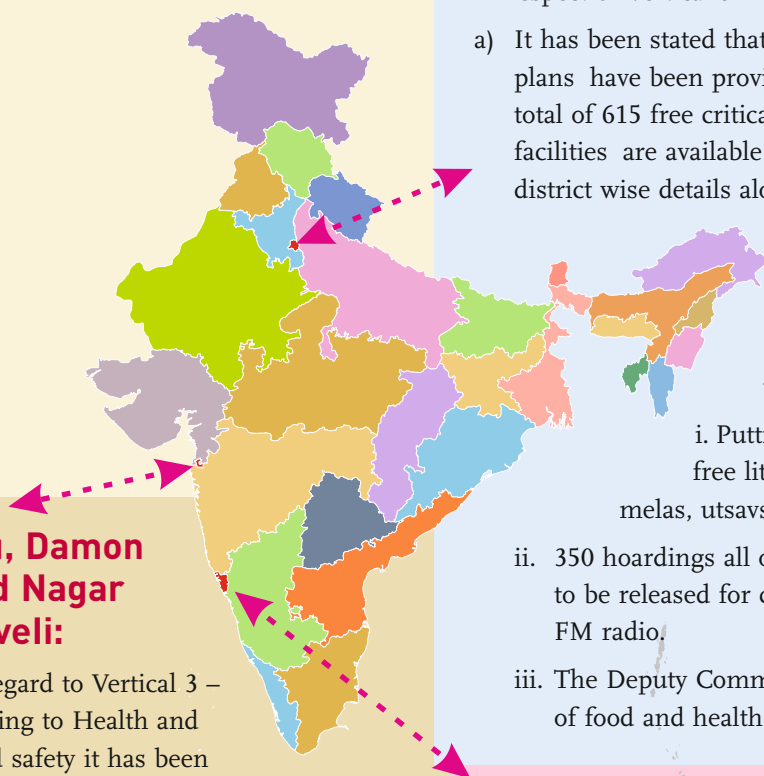 a) It has been stated that
plans have been provi
total of 615 free critica
facilities are available
district wise details alo
i. Putti
free lit
melas, utsavs
ii. 350 hoardings all o
to be released for c
FM radio.
iii. The Deputy Comm
of food and health
u, Damon
d Nagar
veli:
egard to Vertical 3 –
ing to Health and
d safety it has been